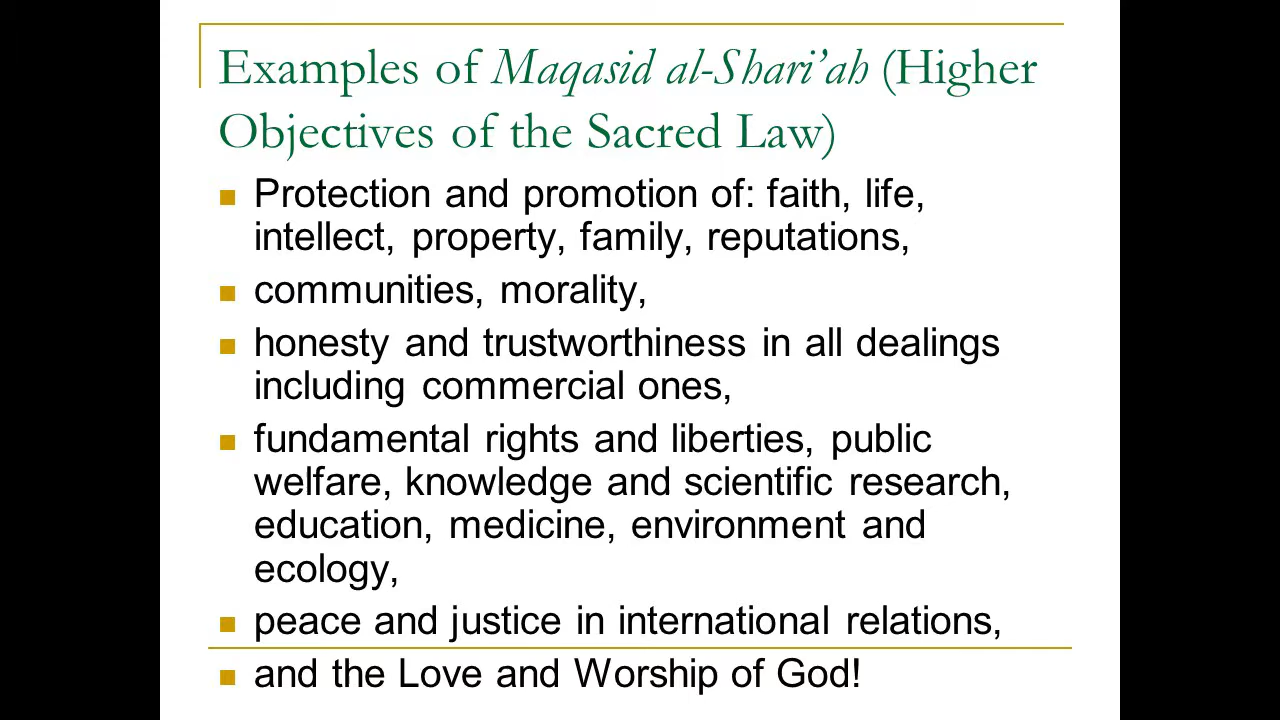 Examples of Maqasid al-Shari’ah (Higher
Objectives of the Sacred Law)
Protection and promotion of: faith, life,
intellect, property, family, reputations,
communities, morality,
honesty and trustworthiness in all dealings
including commercial ones,
fundamental rights and liberties, public
welfare, knowledge and scientific research,
education, medicine, environment and
ecology,
peace and justice in international relations,
and the Love and Worship of God!